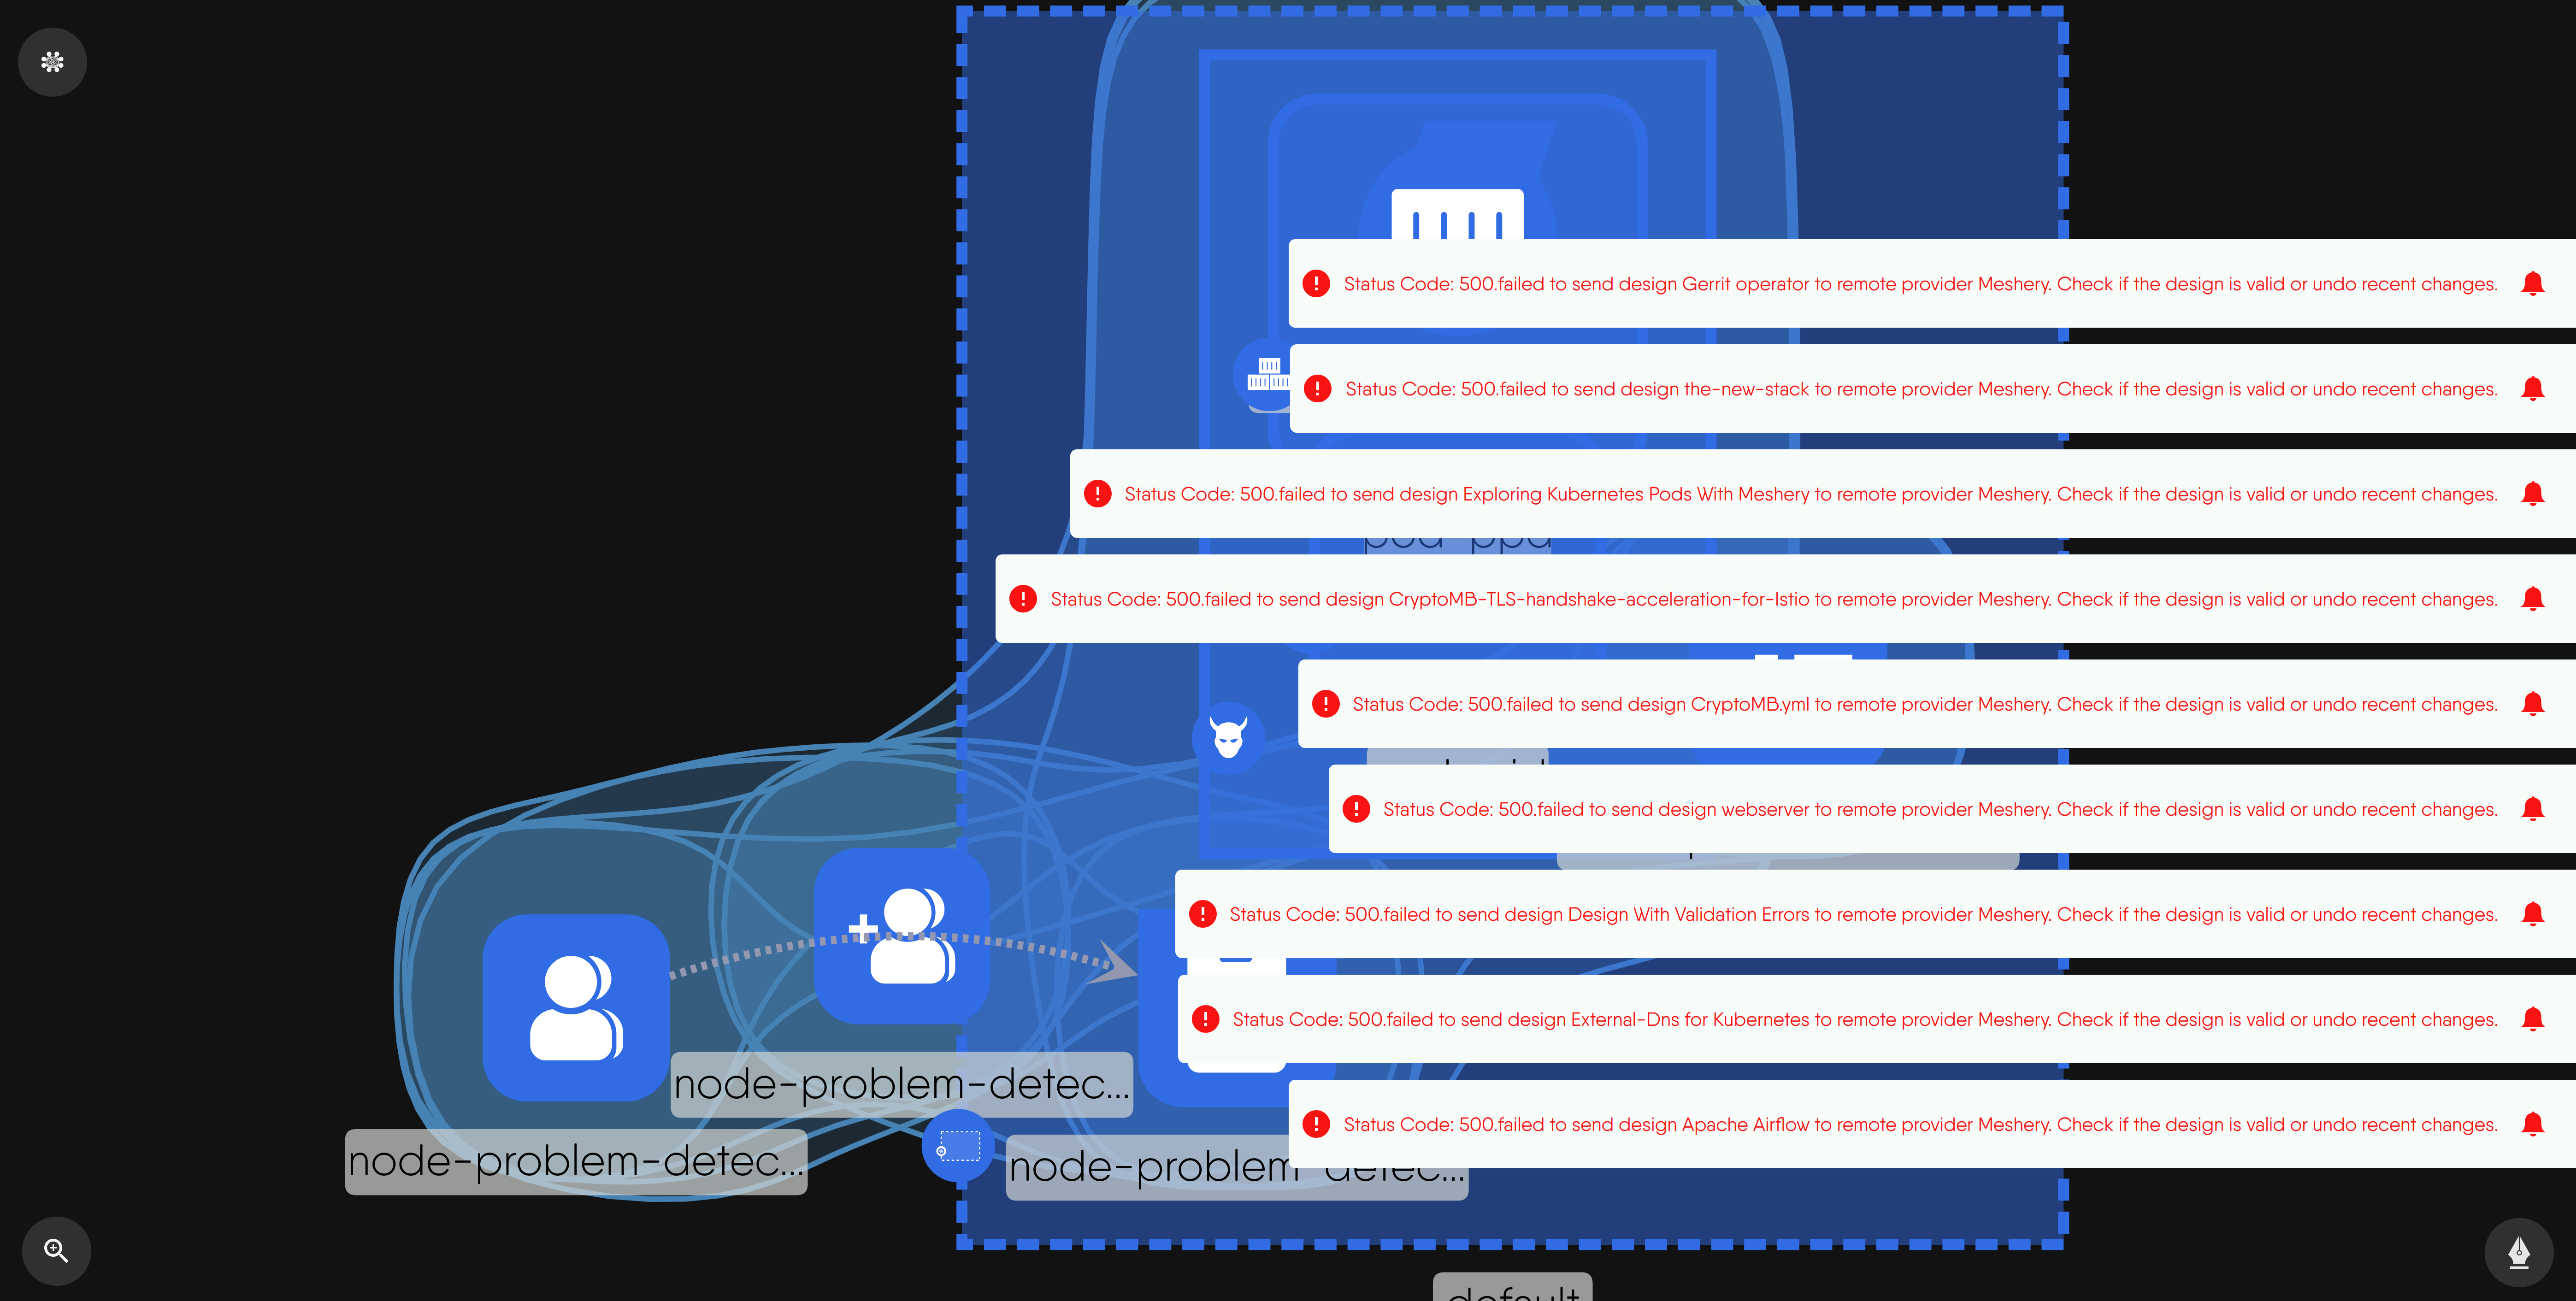 Status Code: 500.failed to send design Gerrit operator to remote provider Meshery. Check if the design is valid or undo recent changes.
Status Code: 500.failed to send design the-new-stack to remote provider Meshery. Check if the design is valid or undo recent changes.
Status Code: 500.failed to send design Exploring Kubernetes Pods With Meshery to remote provider Meshery. Check if the design is valid or undo recent changes.
Status Code: 500.failed to send design CryptoMB-TLS-handshake-acceleration-for-Istio to remote provider Meshery. Check if the design is valid or undo recent changes.
Status Code: 500.failed to send design CryptoMB.yml to remote provider Meshery. Check if the design is valid or undo recent changes.
Status Code: 500.failed to send design webserver to remote provider Meshery. Check if the design is valid or undo recent changes.
Status Code: 500.failed to send design Design With Validation Errors to remote provider Meshery. Check if the design is valid or undo recent changes.
Status Code: 500.failed to send design External-Dns for Kubernetes to remote provider Meshery. Check if the design is valid or undo recent changes.
Status Code: 500.failed to send design Apache Airflow to remote provider Meshery. Check if the design is valid or undo recent changes.
node-problem-detec...
node-problem-detec...
node-problem-detec...
default